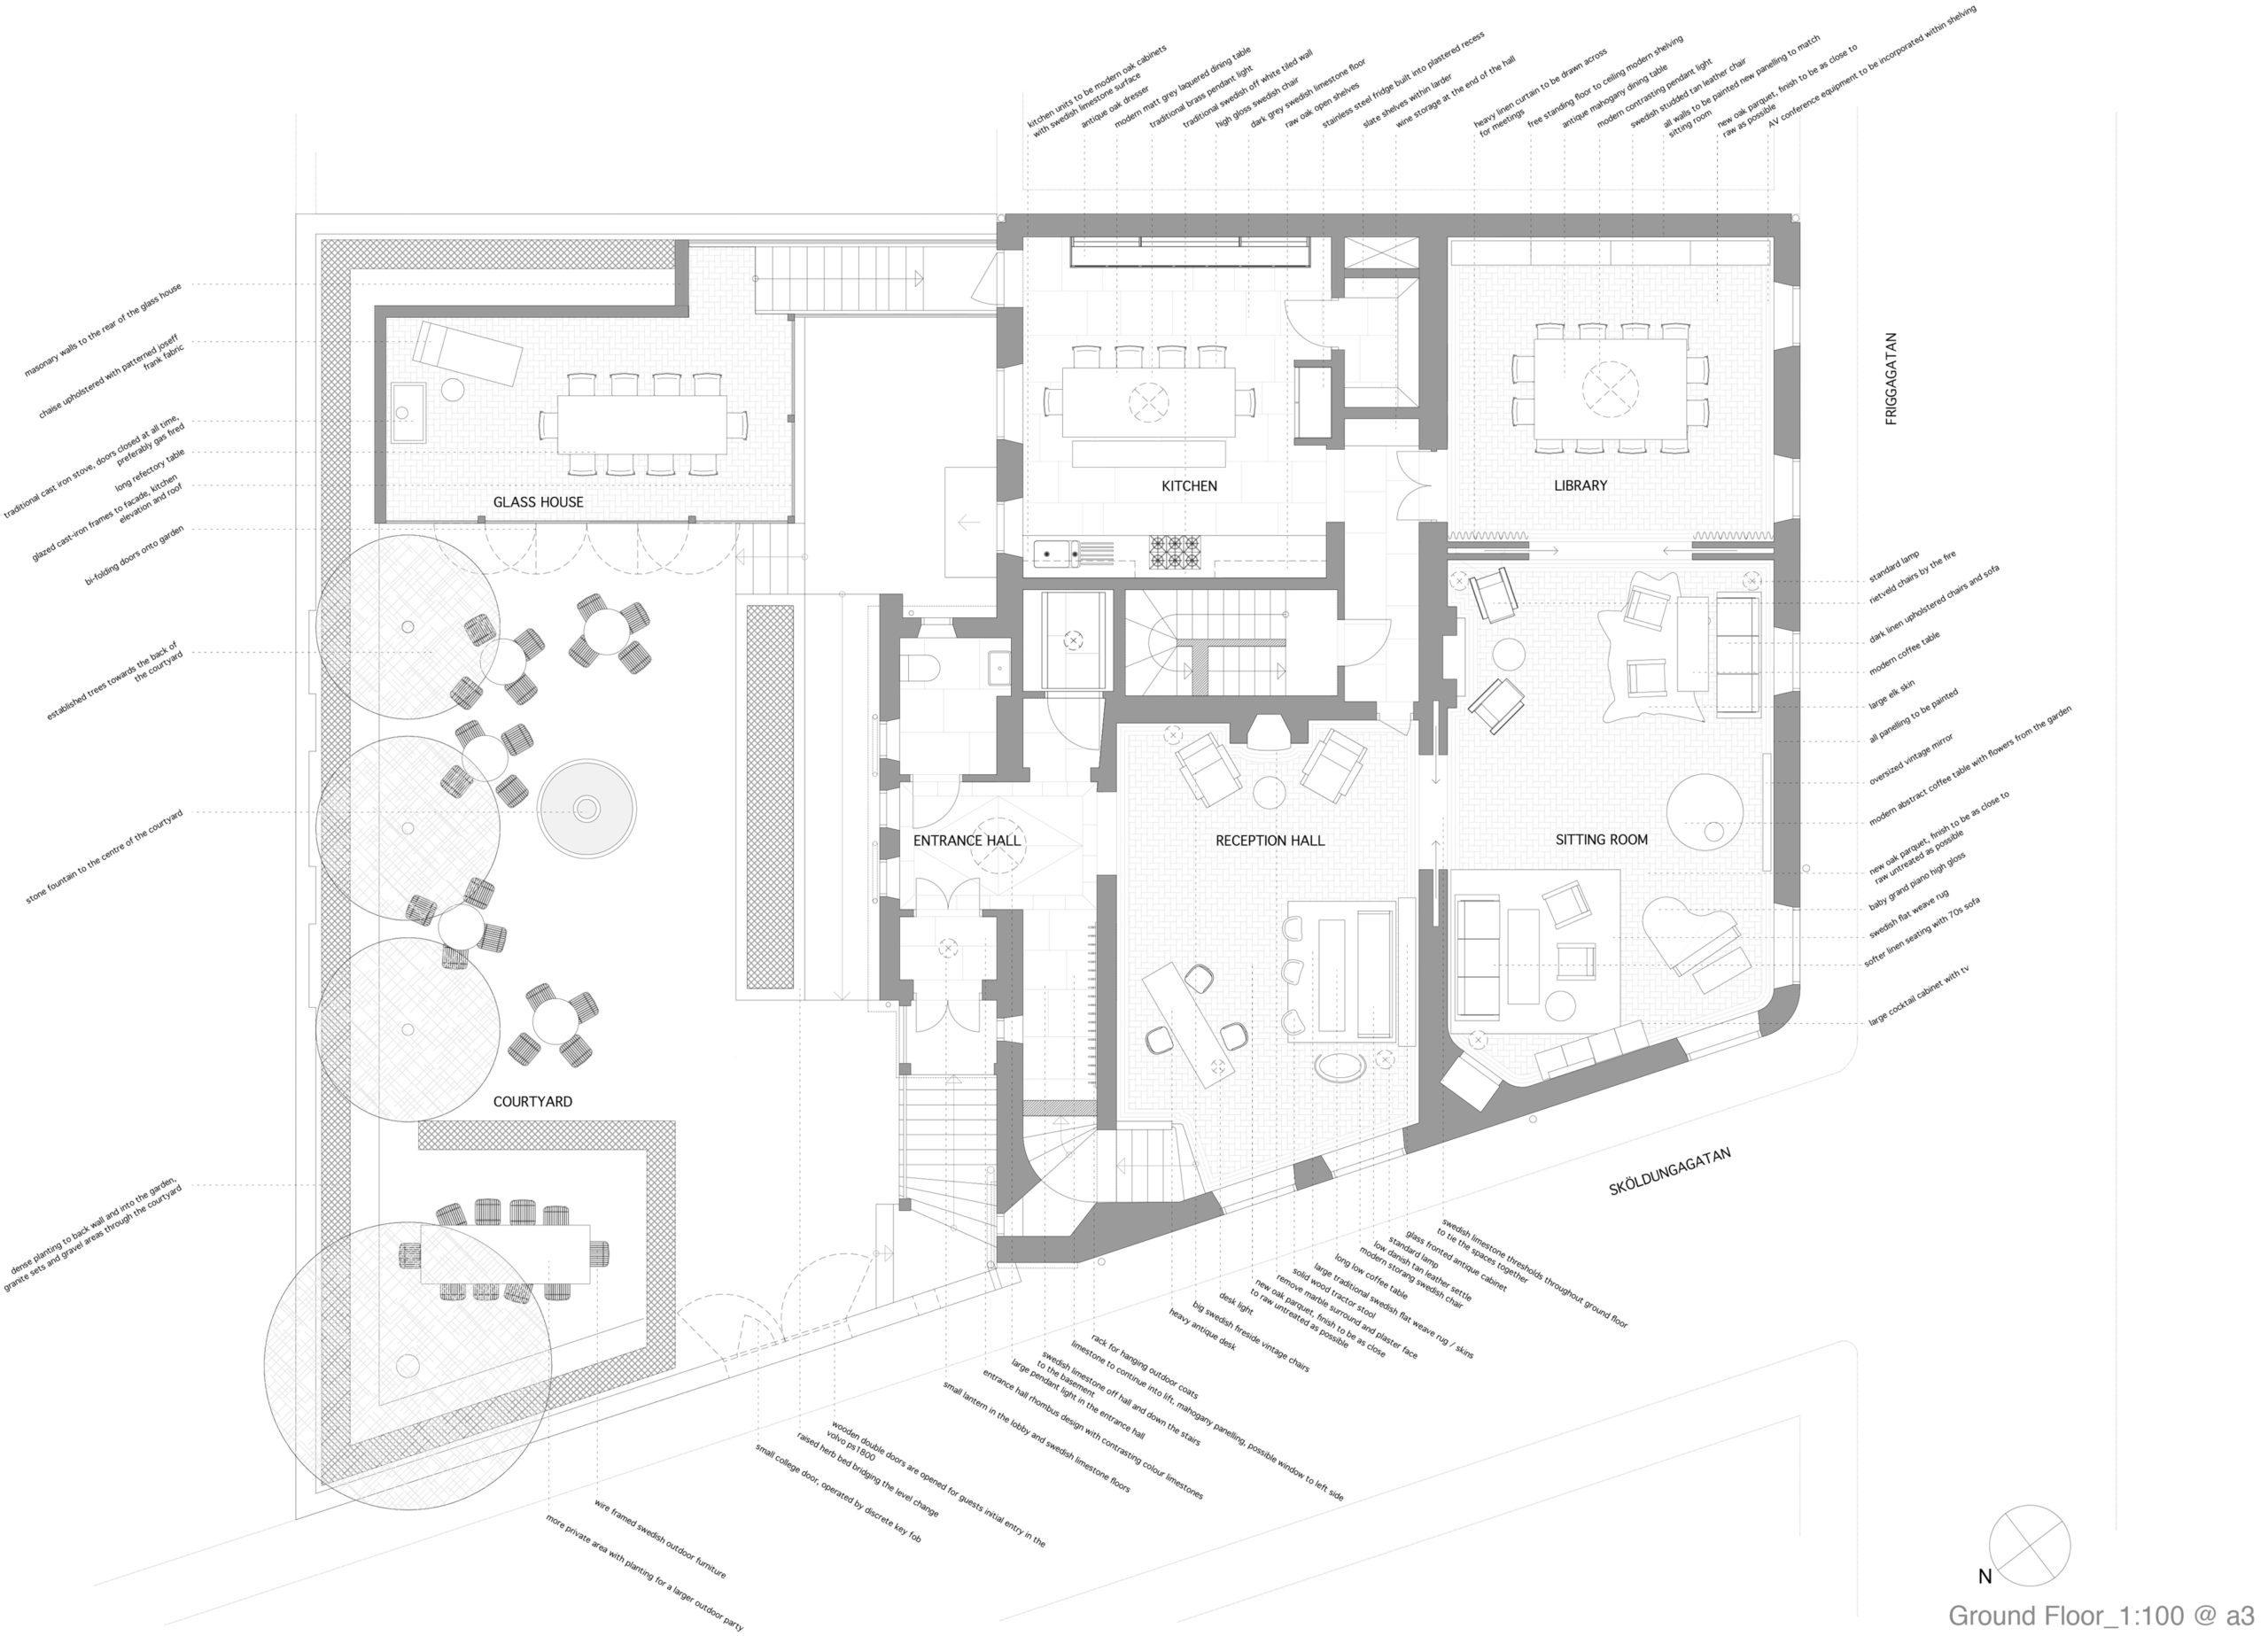 kitchen units to be modern oak cabinets
with swedish limestone surface
antique oak dresser
modern matt grey laquered dining table
traditional brass pendant light
traditional swedish off white tiled wall
high gloss swedish chair
dark grey swedish limestone floor
raw oak open shelves
stainless steel fridge built into plastered recess
slate shelves within larder
wine storage at the end of the hall
heavy linen curtain to be drawn across
for meetings
free standing floor to ceiling modern shelving
antique mahogany dining table
modern contrasting pendant light
swedish studded tan leather chair
all walls to be painted new panelling to match
sitting room
new oak parquet, finish to be as close to
raw as possible
AV conference equipment to be incorporated within shelving
masonary walls to the rear of the glass house
chaise upholstered with patterned joseff
frank fabric
traditional cast iron stove, doors closed at all time,
preferably gas fired
long refectory table
glazed cast-iron frames to facade, kitchen
elevation and roof
bi-folding doors onto garden
established trees towards the back of
the courtyard
stone fountain to the centre of the courtyard
dense planting to back wall and into the garden,
granite sets and gravel areas through the courtyard
GLASS HOUSE
KITCHEN
LIBRARY
FRIGGAGATAN
ENTRANCE HALL
RECEPTION HALL
SITTING ROOM
COURTYARD
SKÖLDUNGAGATAN
standard lamp
rietveld chairs by the fire
dark linen upholstered chairs and sofa
modern coffee table
large elk skin
all panelling to be painted
oversized vintage mirror
modern abstract coffee table with flowers from the garden
new oak parquet, finish to be as close to
raw untreated as possible
baby grand piano high gloss
swedish flat weave rug
softer linen seating with 70s sofa
large cocktail cabinet with tv
swedish limestone thresholds throughout ground floor
to tie the spaces together
glass fronted antique cabinet
standard lamp
low danish tan leather settle
modern storang swedish chair
long low coffee table
large traditional swedish flat weave rug / skins
solid wood tractor stool
remove marble surround and plaster face
new oak parquet, finish to be as close
to raw untreated as possible
desk light
big swedish fireside vintage chairs
heavy antique desk
rack for hanging outdoor coats
limestone to continue into lift, mahogany panelling, possible window to left side
swedish limestone off hall and down the stairs
to the basement
large pendant light in the entrance hall
entrance hall rhombus design with contrasting colour limestones
small lantern in the lobby and swedish limestone floors
wooden double doors are opened for guests initial entry in the
volvo ps1800
raised herb bed bridging the level change
small college door, operated by discrete key fob
wire framed swedish outdoor furniture
more private area with planting for a larger outdoor party
N
Ground Floor_1:100 @ a3